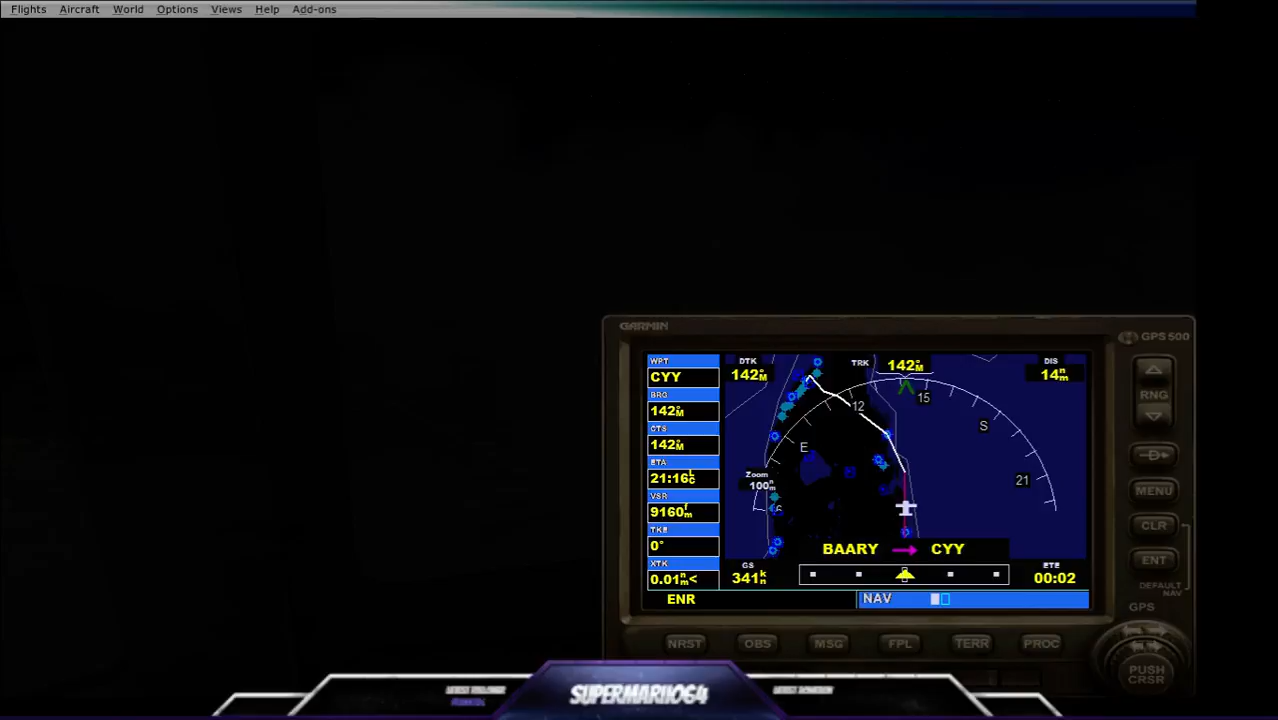 Flights Aircraft World Options Views Help Add-ons
GARMIN
GPS 500
WPT
CYY
BRG
142°M
CTS
142°M
ETA
21:16
VSR
9160
TKE
0°
XTK
0.01
ENR
DTK
142°M
TRK
142°M
DIS
14
12
15
E
S
21
6
Zoom
100
BAARY CYY
GS
341
ETE
00:02
NAV
RNG
MENU
CLR
ENT
DEFAULT
NAV
GPS
PUSH
CRSR
NRST OBS MSG FPL TERR PROC
SUPERMARIO64